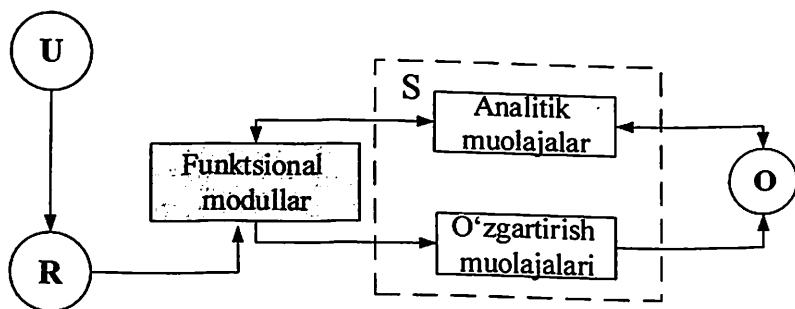 U
S
Analitik
muolajalar
Funktsional
modullar
O
O‘zgartirish
muolajalari
R